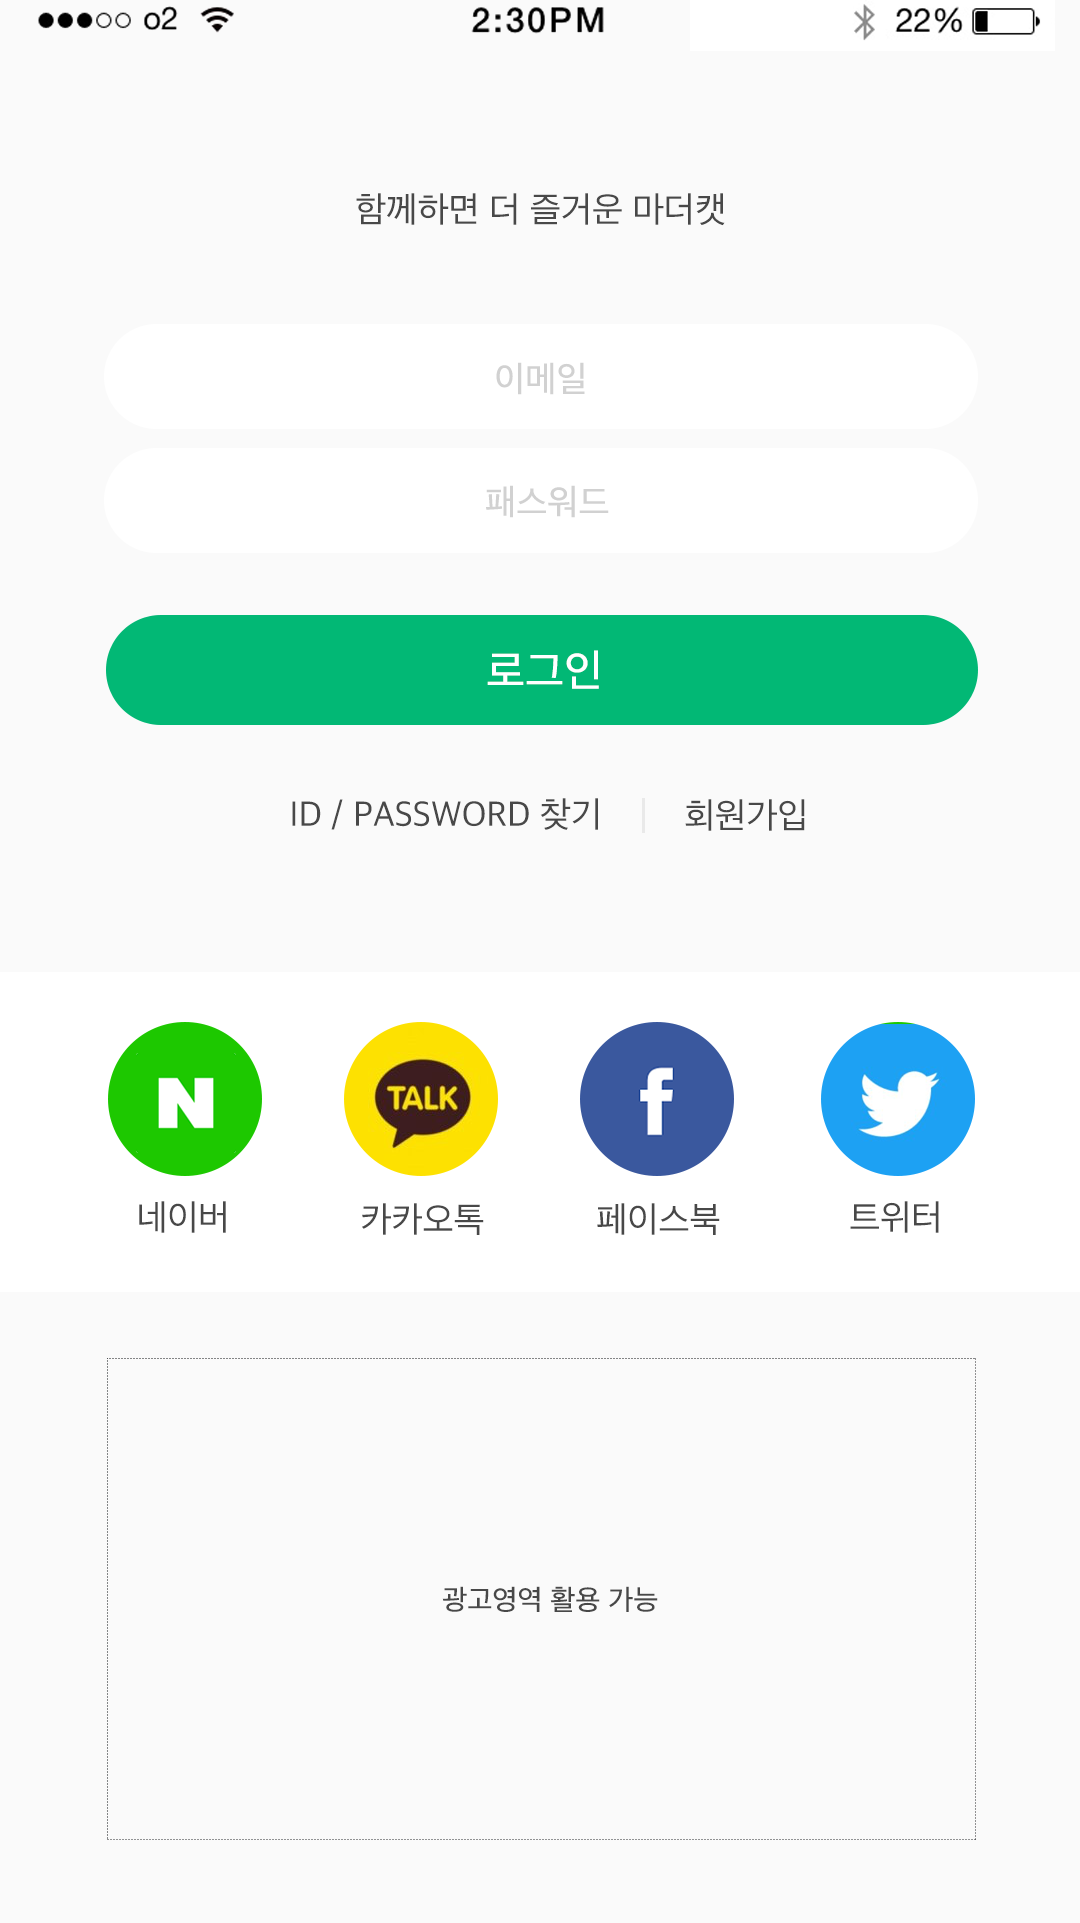 o2 2:30PM 22%
함께하면 더 즐거운 마더캣
이메일
패스워드
로그인
ID / PASSWORD 찾기 회원가입
N TALK f
네이버 카카오톡 페이스북 트위터
광고영역 활용 가능